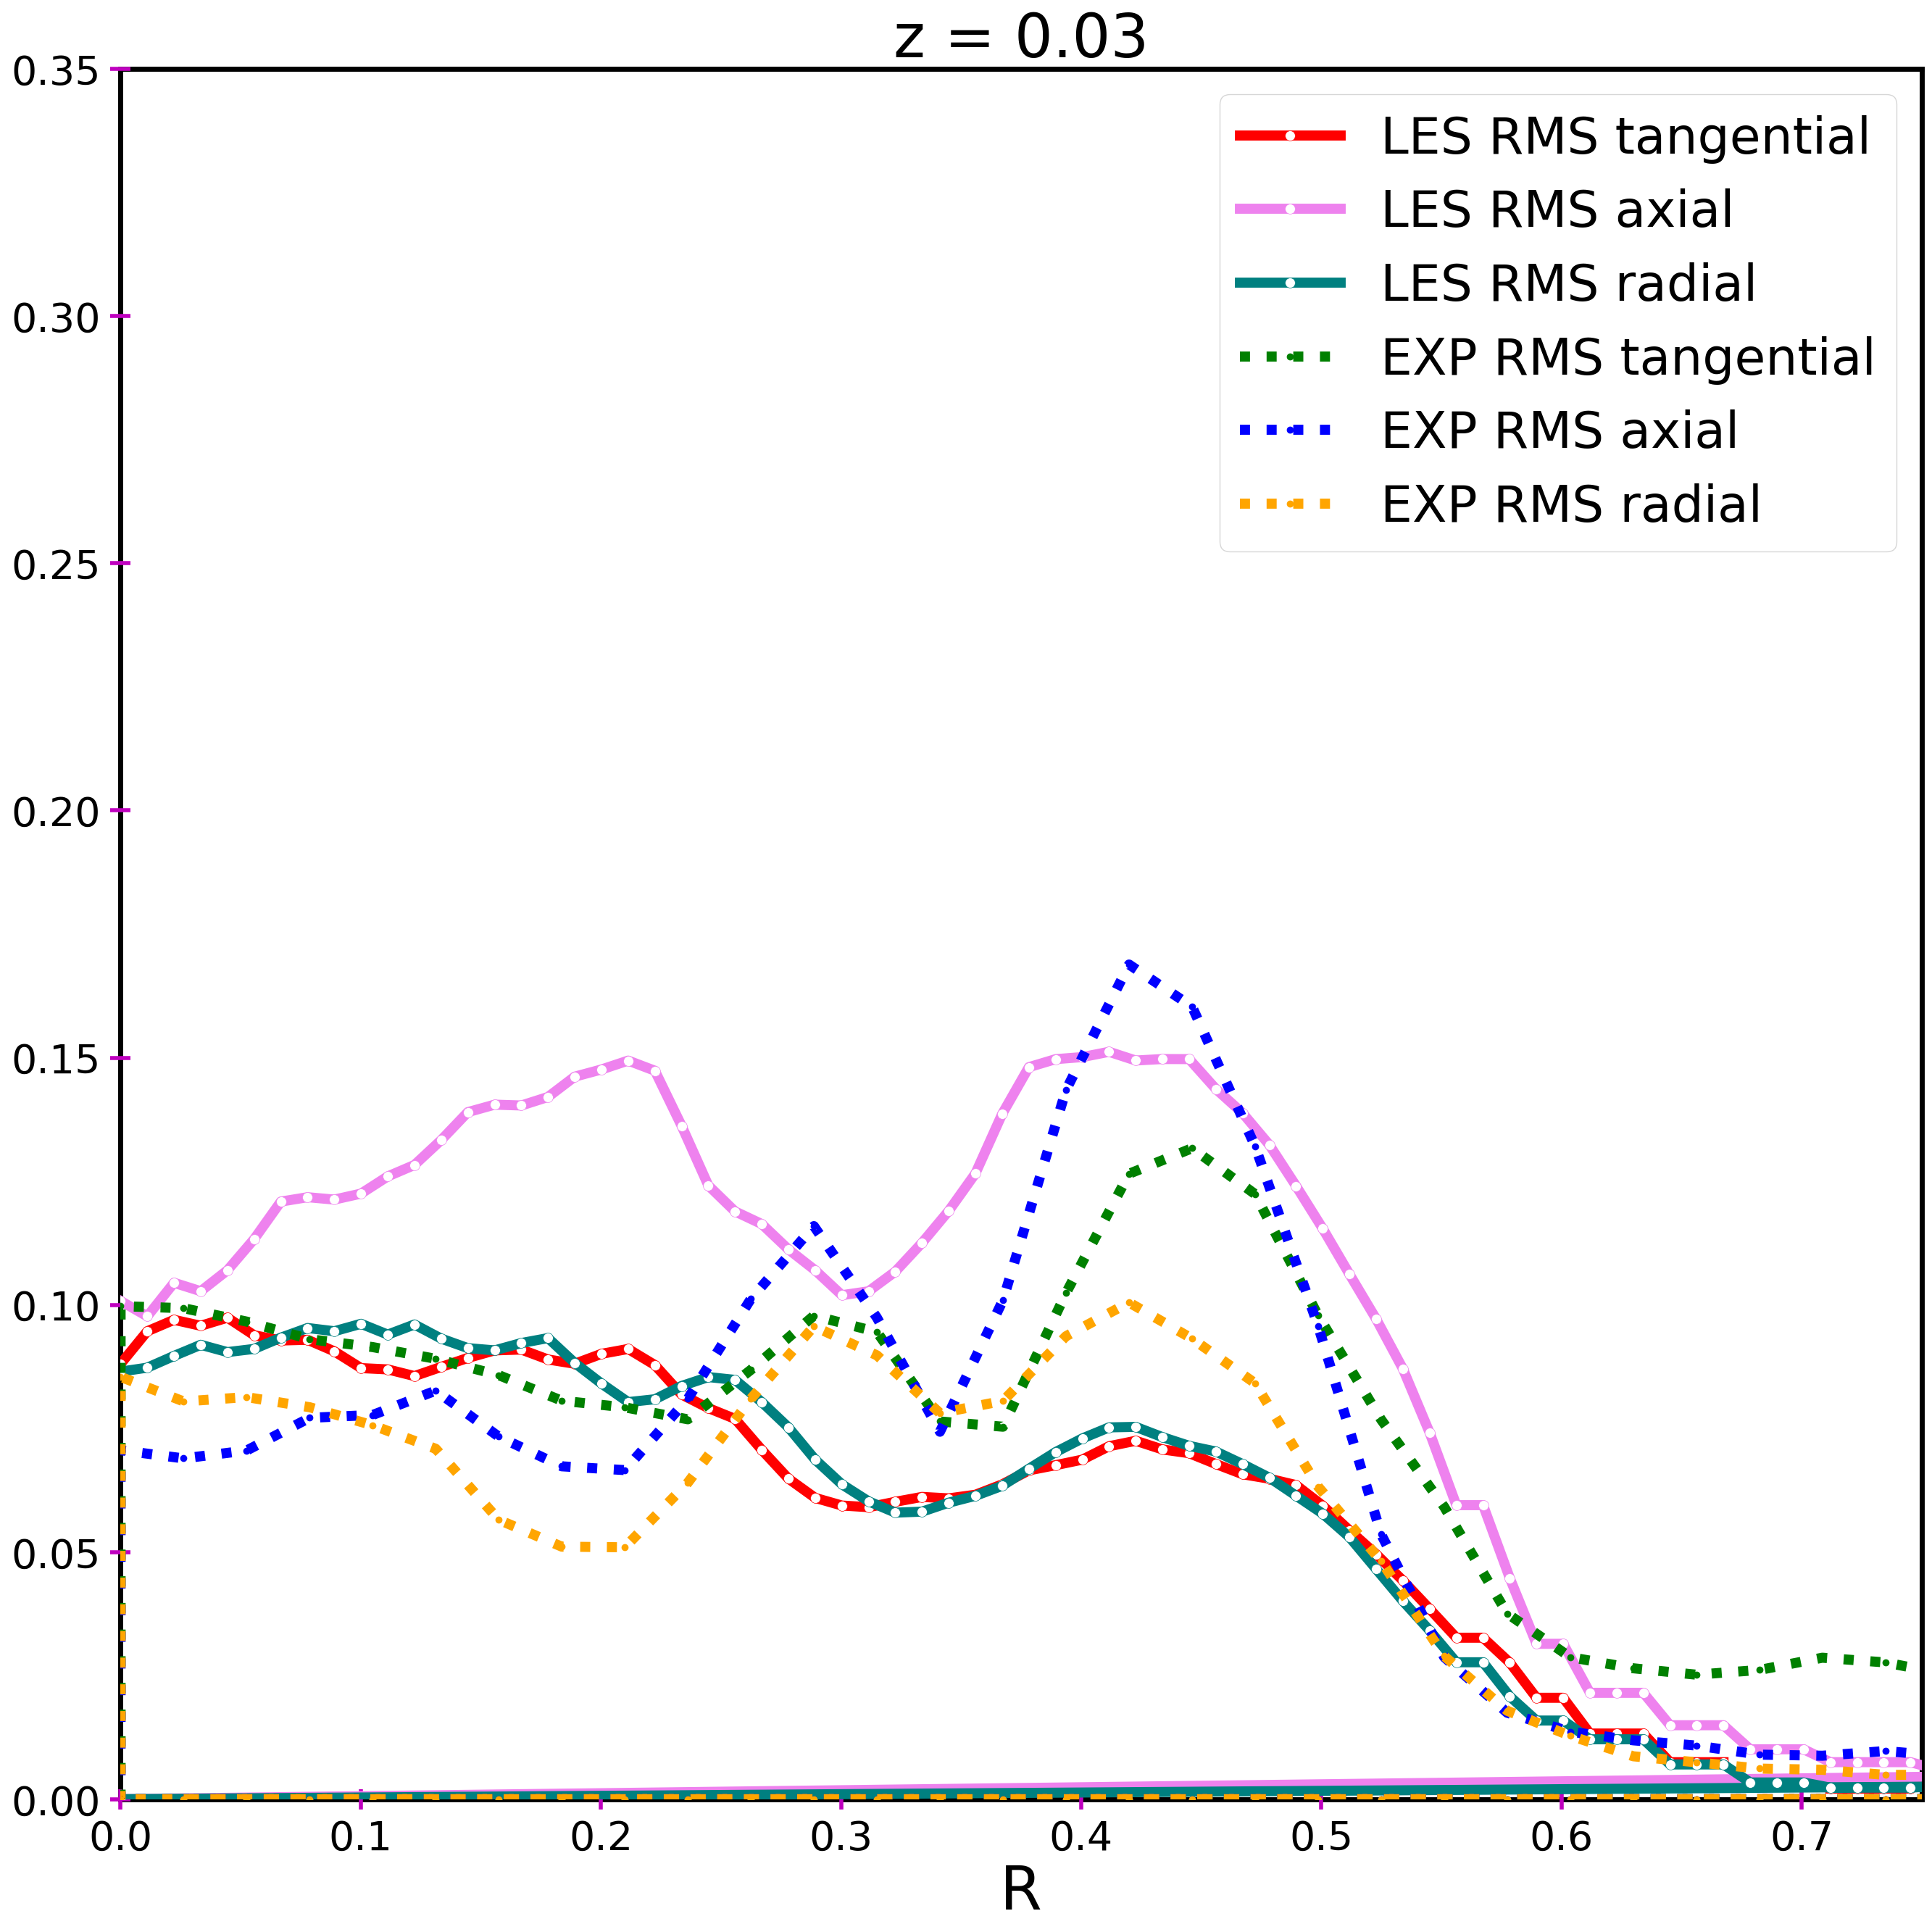 z = 0.03
0.35
0.30
0.25
0.20
0.15
0.10
0.05
0.00
LES RMS tangential
LES RMS axial
LES RMS radial
EXP RMS tangential
EXP RMS axial
EXP RMS radial
0.0 0.1 0.2 0.3 0.4 0.5 0.6 0.7
R